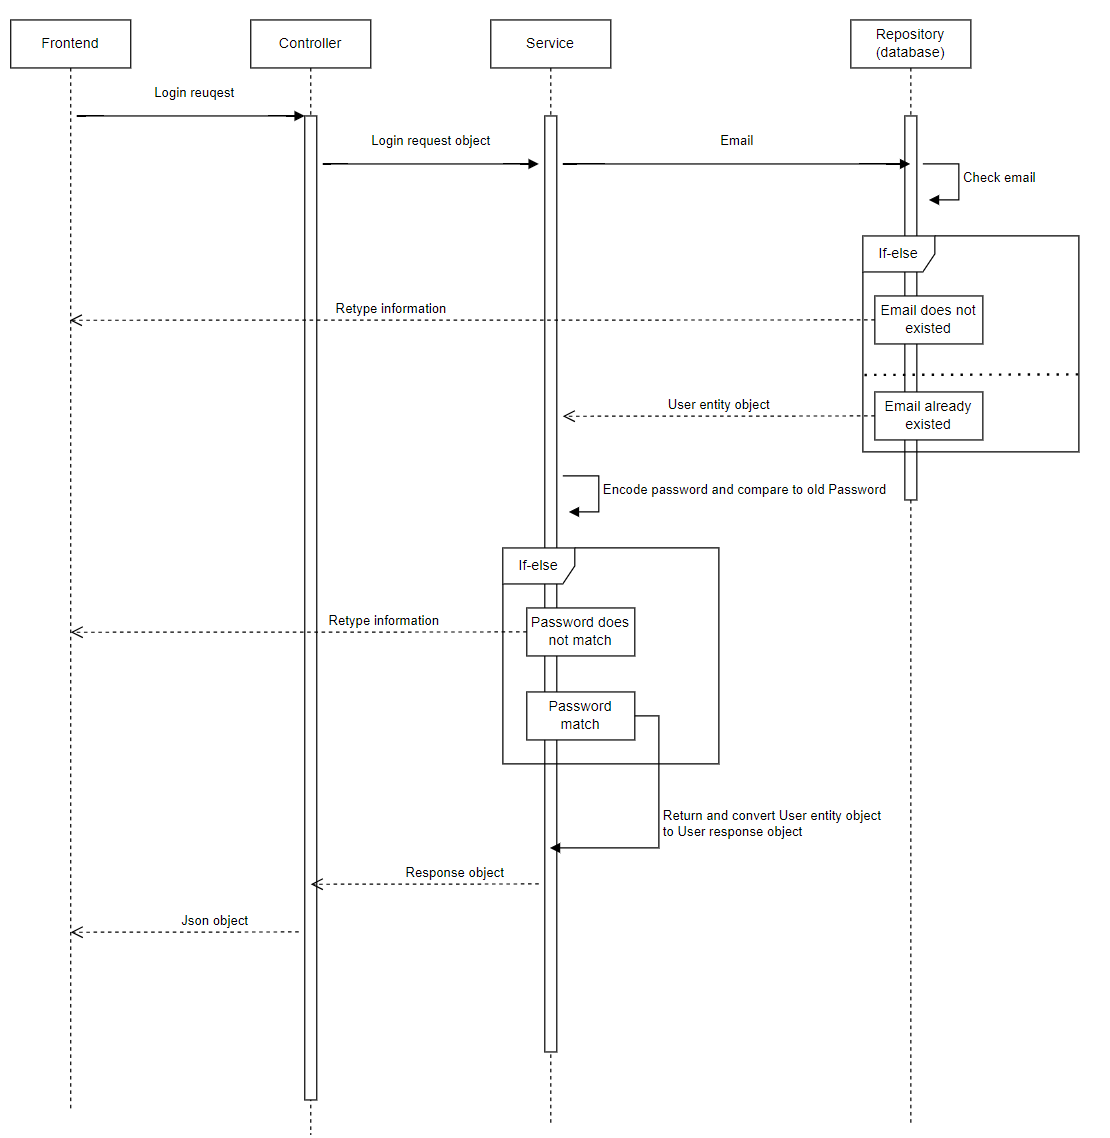 Frontend
Controller
Service
Repository
(database)
Login reuqest
Login request object
Email
Check email
If-else
Email does not
existed
Retype information
Email already
existed
User entity object
Encode password and compare to old Password
If-else
Password does
not match
Retype information
Password
match
Return and convert User entity object
to User response object
Response object
Json object